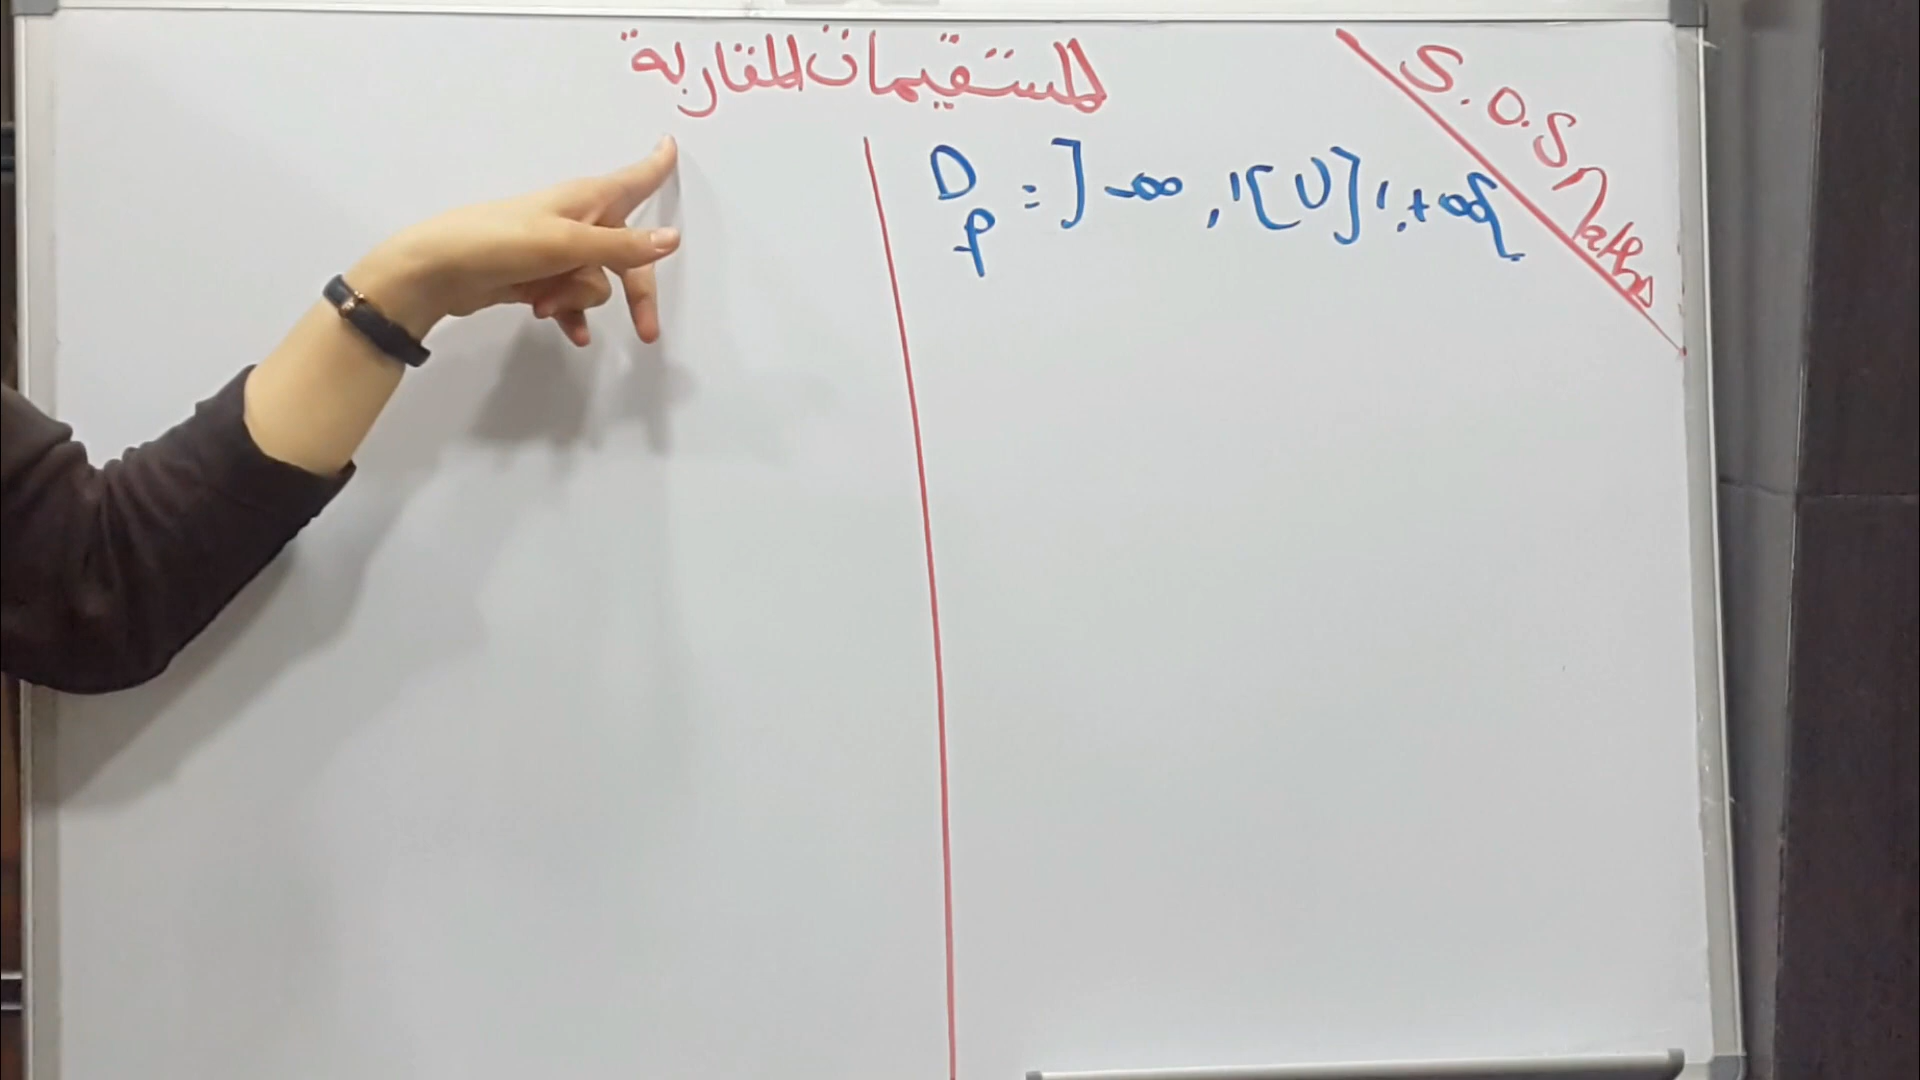 المستقيمات المقاربة
S.O.S Maths
D_f = ]-∞, 1[ U ]1, +∞[